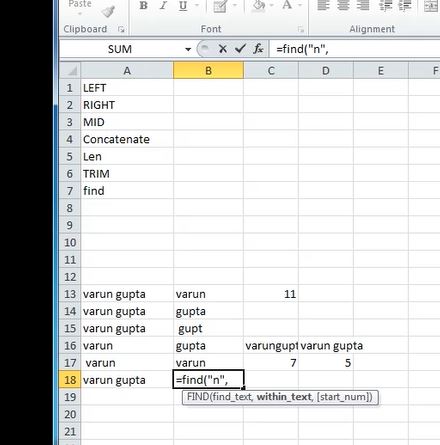 Paste
B I U A
Clipboard Font Alignment
SUM fx =find("n",
A B C D E F
1 LEFT
2 RIGHT
3 MID
4 Concatenate
5 Len
6 TRIM
7 find
8
9
10
11
12
13 varun gupta varun 11
14 varun gupta gupta
15 varun gupta gupt
16 varun gupta varungupt varun gupta
17 varun varun 7 5
18 varun gupta =find("n",
19 FIND(find_text, within_text, [start_num])
20
21